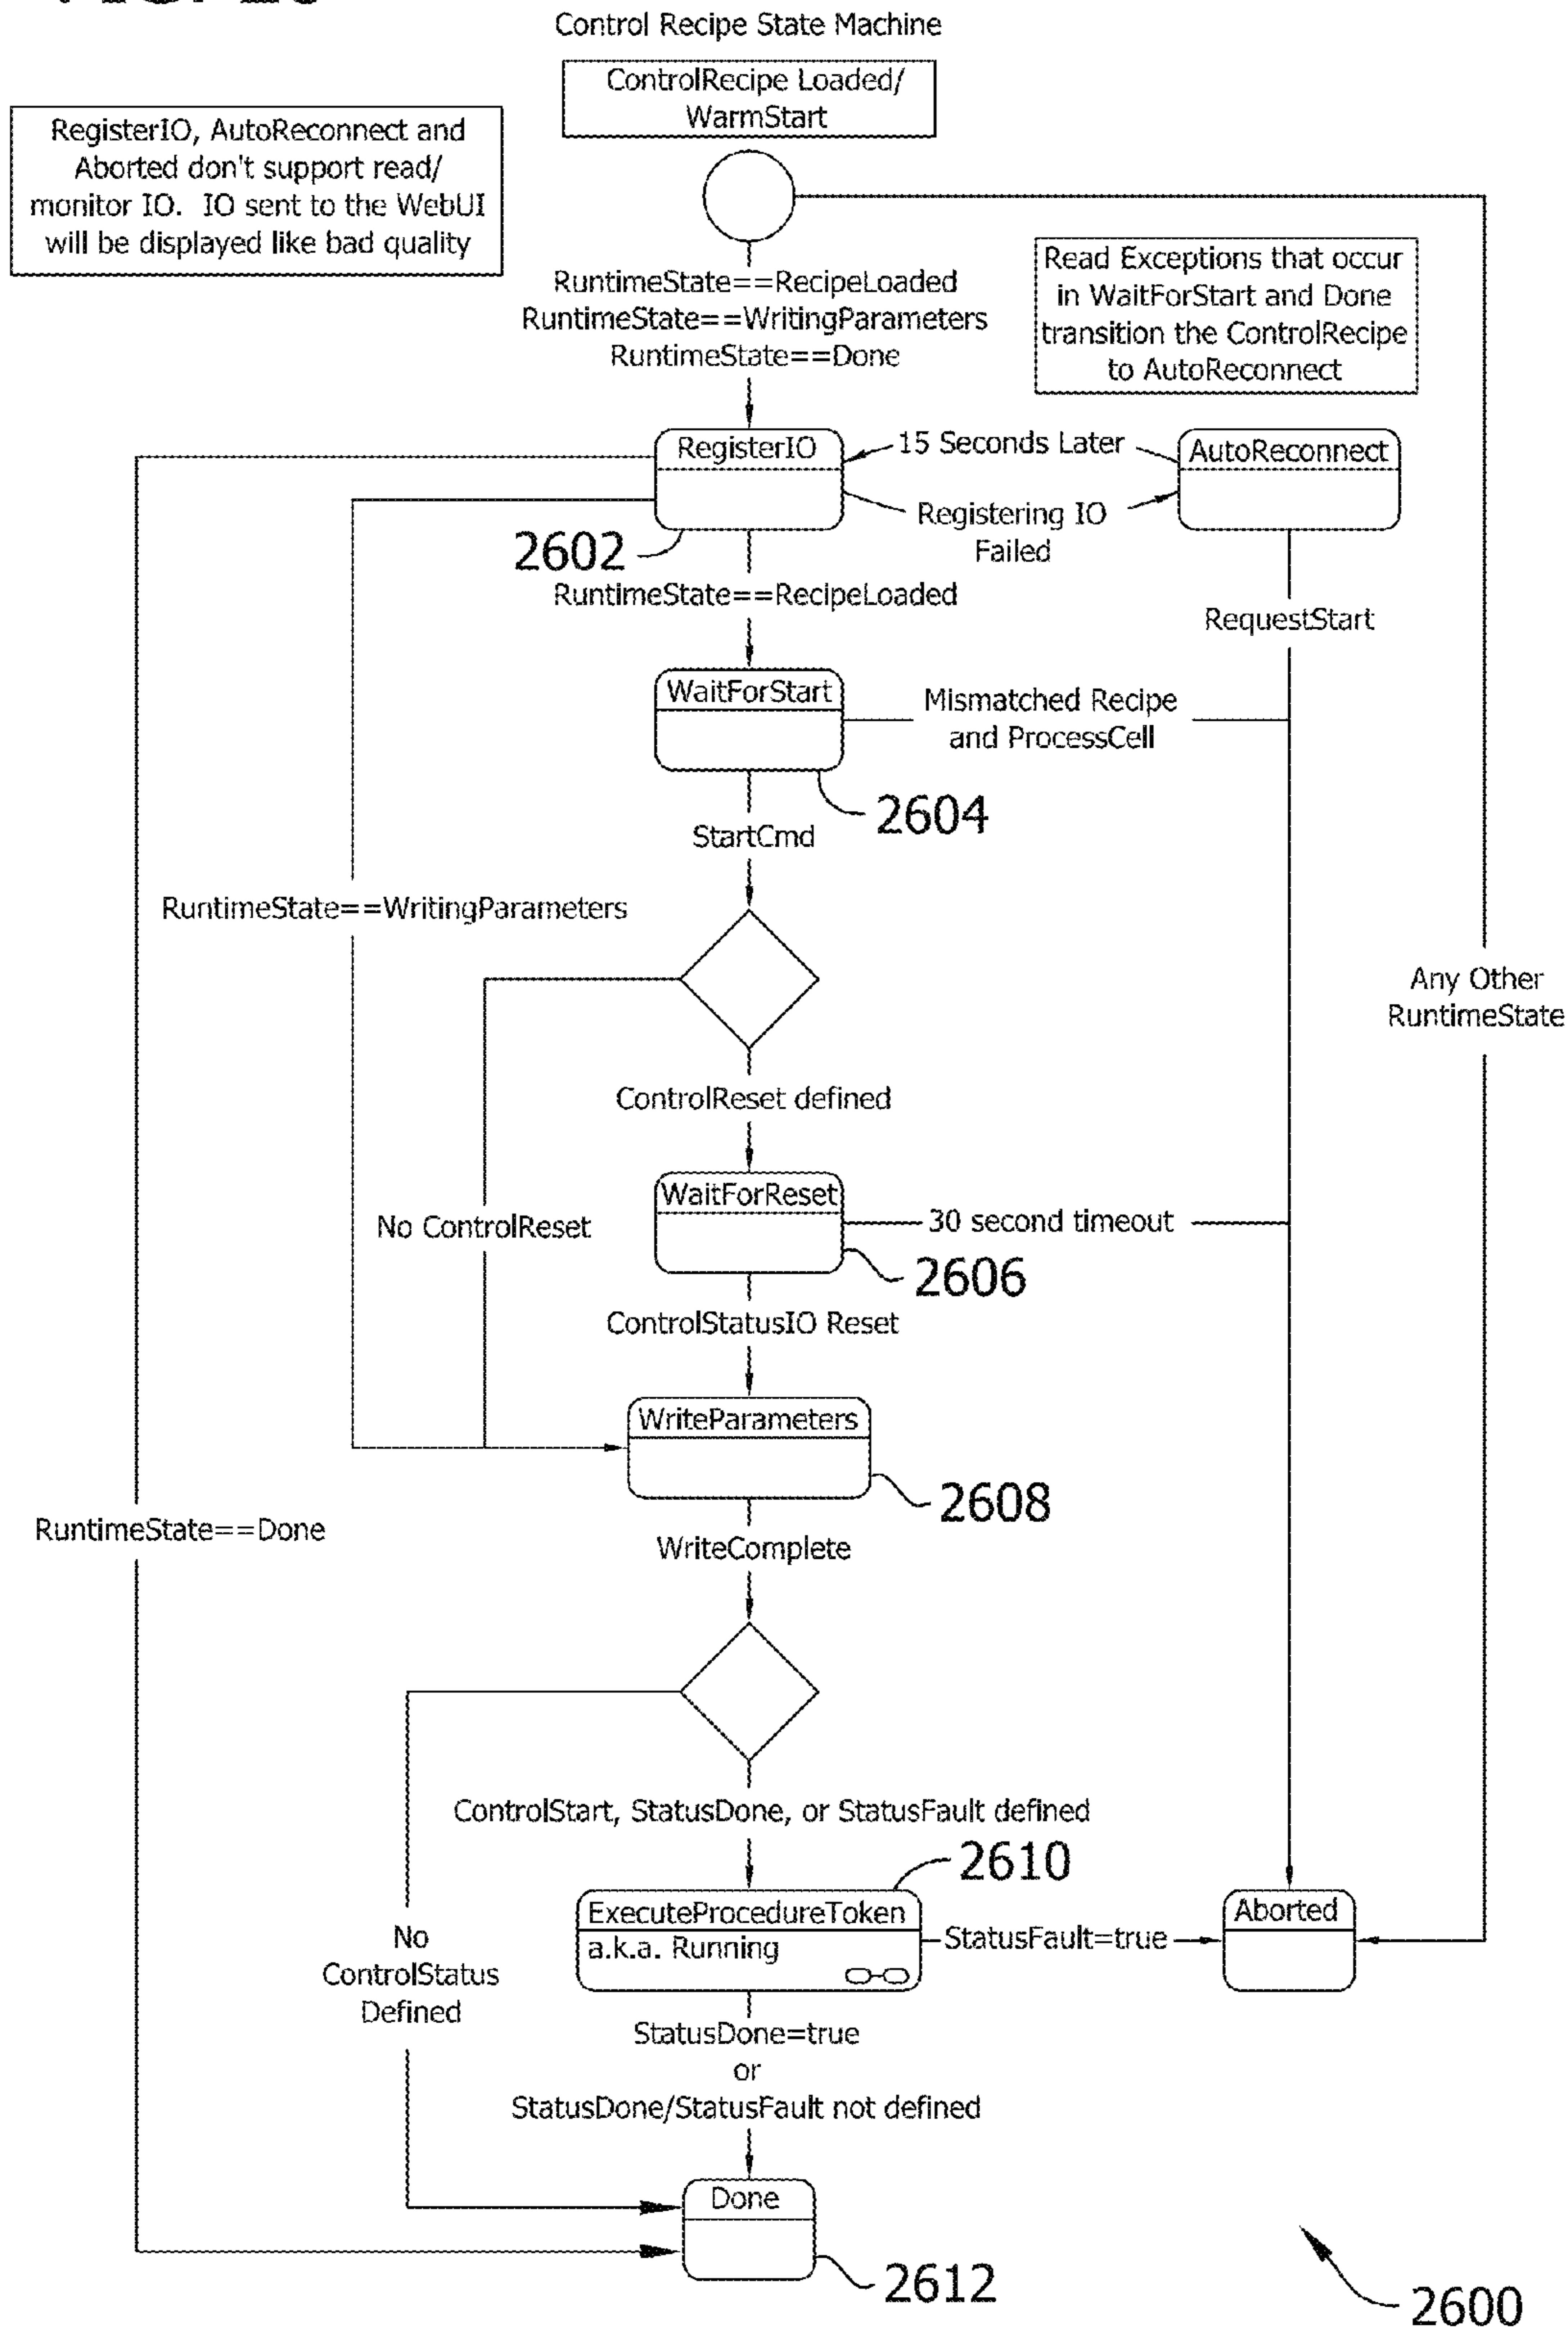 Control Recipe State Machine
ControlRecipe Loaded/
WarmStart
RegisterIO, AutoReconnect and
Aborted don't support read/
monitor IO. IO sent to the WebUI
will be displayed like bad quality
RuntimeState==RecipeLoaded
RuntimeState==WritingParameters
RuntimeState==Done
Read Exceptions that occur
in WaitForStart and Done
transition the ControlRecipe
to AutoReconnect
RegisterIO
15 Seconds Later
AutoReconnect
Registering IO
Failed
2602
RuntimeState==RecipeLoaded
RequestStart
WaitForStart
Mismatched Recipe
and ProcessCell
2604
StartCmd
RuntimeState==WritingParameters
Any Other
RuntimeState
ControlReset defined
WaitForReset
30 second timeout
No ControlReset
2606
ControlStatusIO Reset
WriteParameters
2608
RuntimeState==Done
WriteComplete
ControlStart, StatusDone, or StatusFault defined
2610
ExecuteProcedureToken
a.k.a. Running
StatusFault=true
Aborted
No
ControlStatus
Defined
StatusDone=true
or
StatusDone/StatusFault not defined
Done
2612
2600